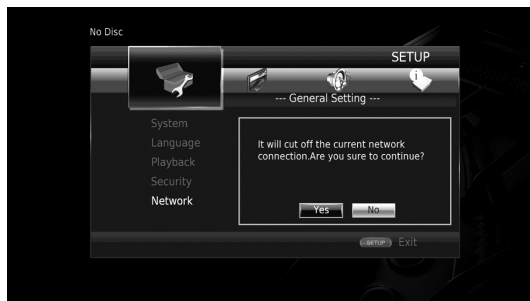 No Disc
SETUP
--- General Setting ---
System
Language
Playback
Security
Network
It will cut off the current network
connection.Are you sure to continue?
Yes No
SETUP Exit